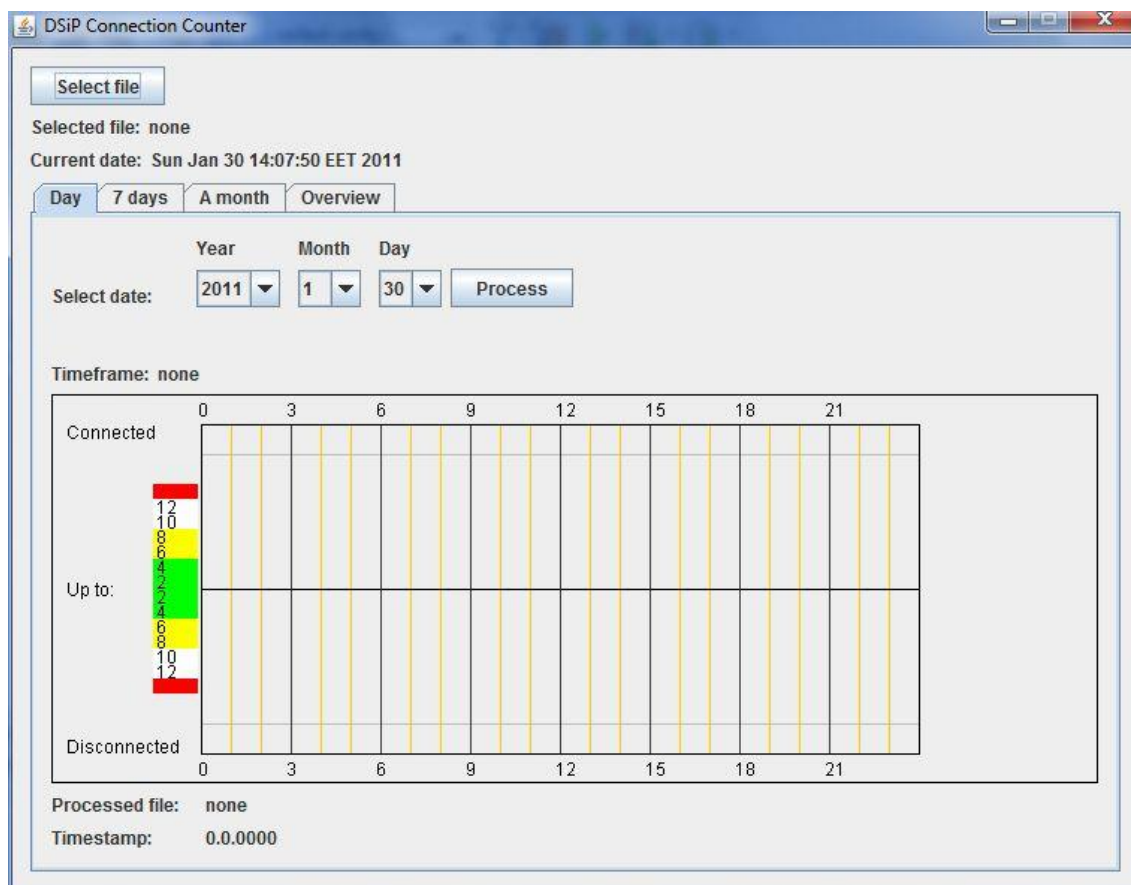 DSiP Connection Counter
Select file
Selected file: none
Current date: Sun Jan 30 14:07:50 EET 2011
Day 7 days A month Overview
Year Month Day
Select date: 2011 1 30 Process
Timeframe: none
0 3 6 9 12 15 18 21
Connected
12
10
8
6
4
2
Up to:
2
4
6
8
10
12
Disconnected
0 3 6 9 12 15 18 21
Processed file: none
Timestamp: 0.0.0000